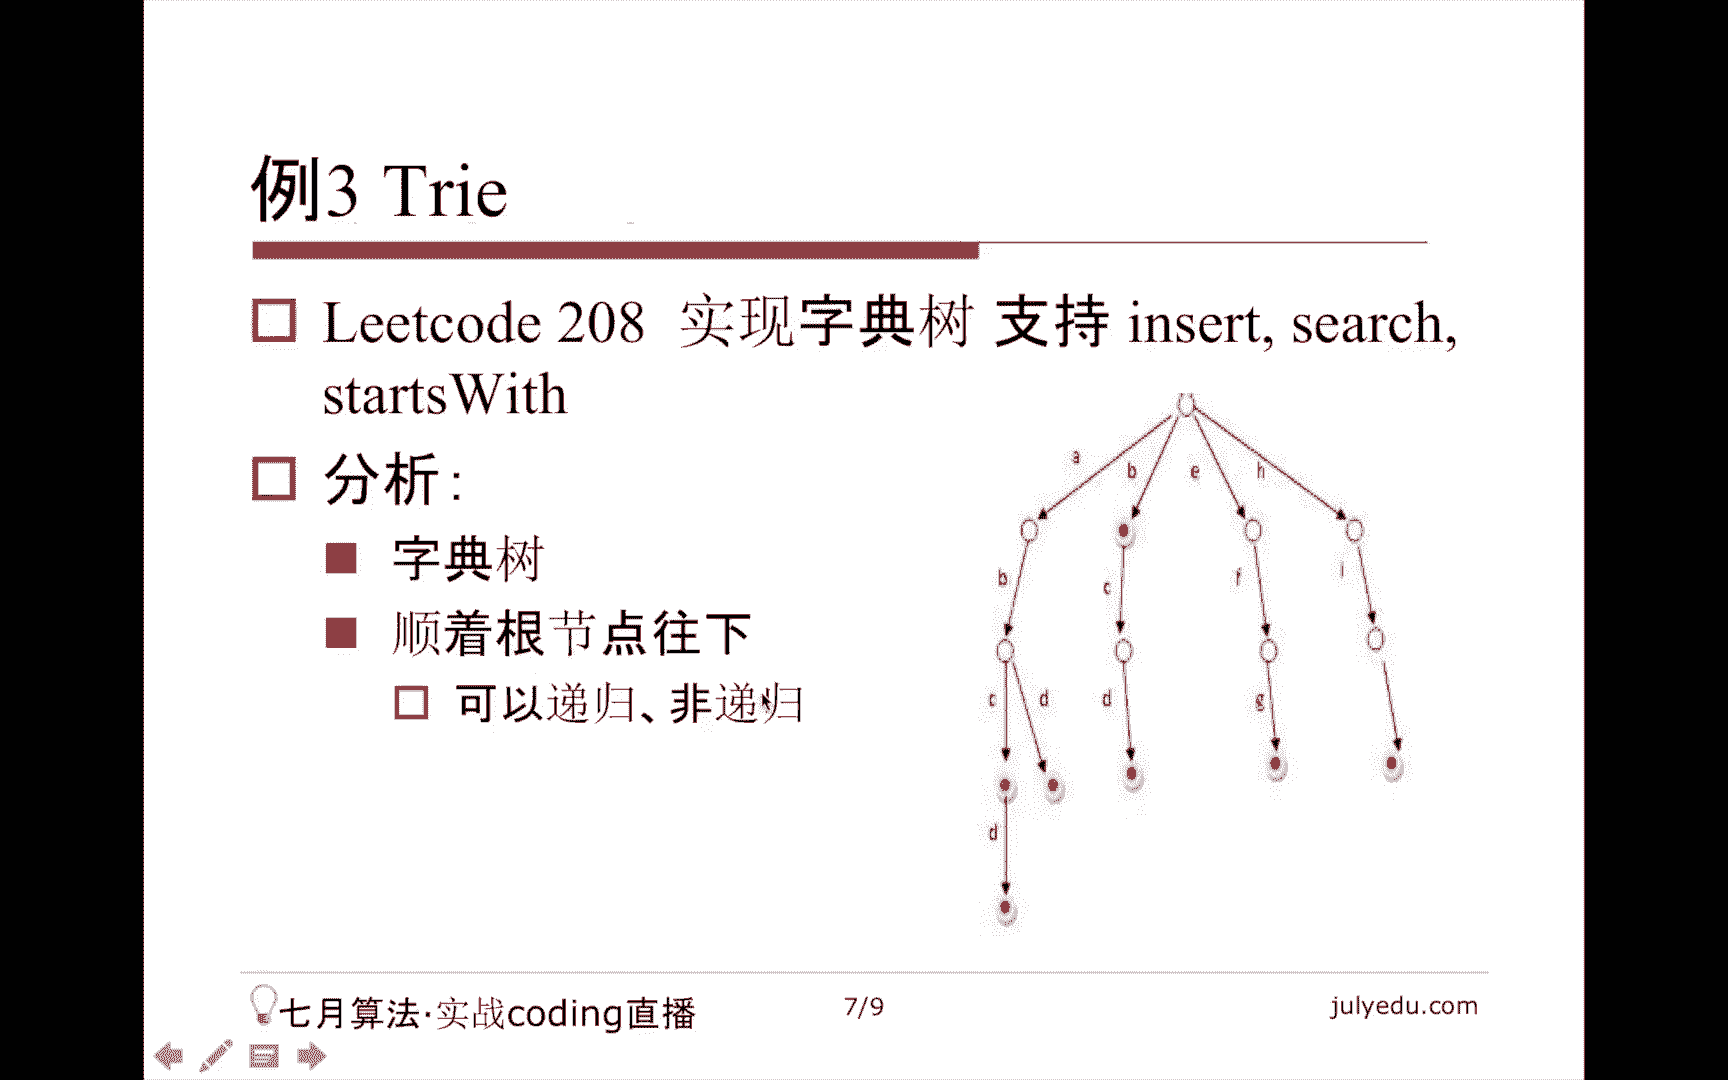 例3 Trie
Leetcode 208 实现字典树 支持 insert, search,
startsWith
分析:
字典树
顺着根节点往下
可以递归、非递归
a b e h
b c f i
c d d g
d
七月算法·实战coding直播
7/9
julyedu.com